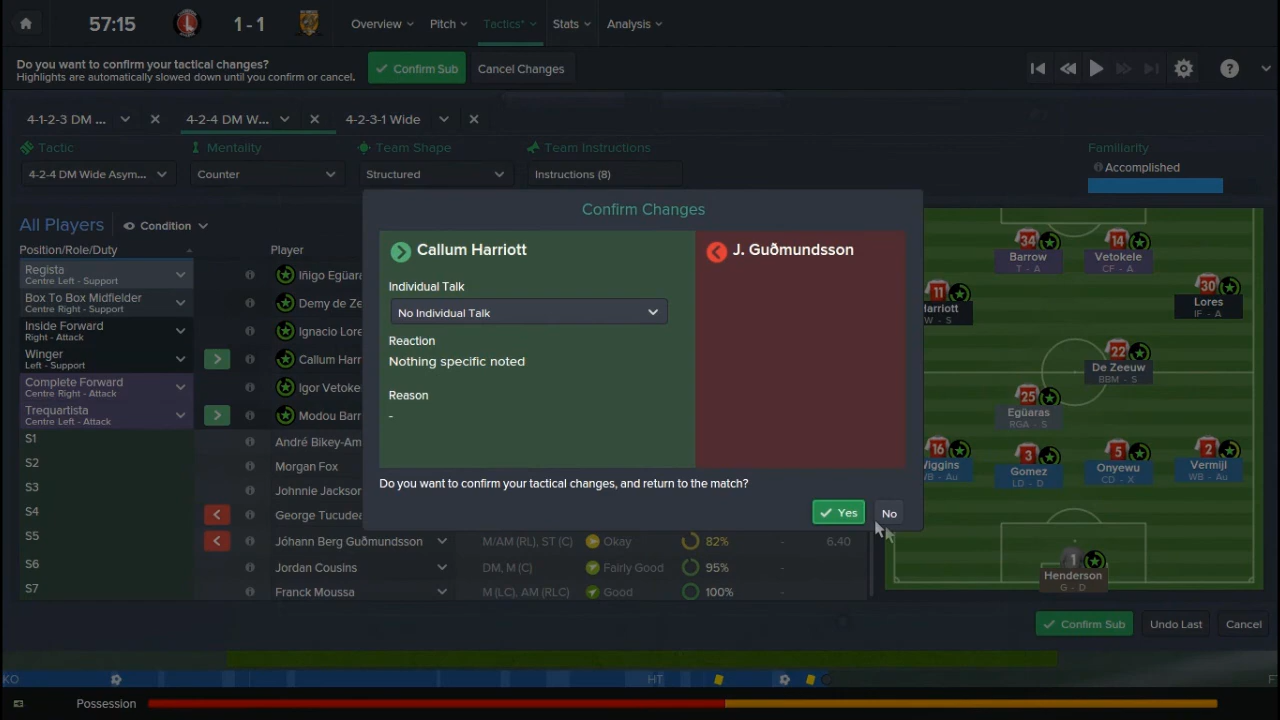 57:15
1 - 1
Overview
Pitch
Tactics*
Stats
Analysis
Do you want to confirm your tactical changes?
Highlights are automatically slowed down until you confirm or cancel.
Confirm Sub
Cancel Changes
?
4-1-2-3 DM ...
4-2-4 DM W...
4-2-3-1 Wide
Tactic
Mentality
Team Shape
Team Instructions
Familiarity
4-2-4 DM Wide Asym...
Counter
Structured
Instructions (8)
Accomplished
Confirm Changes
Callum Harriott
J. Guðmundsson
Individual Talk
No Individual Talk
Reaction
Nothing specific noted
Reason
-
Do you want to confirm your tactical changes, and return to the match?
Yes
No
All Players
Condition
Position/Role/Duty
Player
Regista
Centre Left - Support
Iñigo Egüara
Box To Box Midfielder
Centre Right - Support
Demy de Ze
Inside Forward
Right - Attack
Ignacio Lore
Winger
Left - Support
Callum Harr
Complete Forward
Centre Right - Attack
Igor Vetoke
Trequartista
Centre Left - Attack
Modou Barr
S1
André Bikey-Am
S2
Morgan Fox
S3
Johnnie Jackson
S4
George Tucudea
S5
Jóhann Berg Guðmundsson
M/AM (RL), ST (C)
Okay
82%
-
6.40
S6
Jordan Cousins
DM, M (C)
Fairly Good
95%
-
S7
Franck Moussa
M (LC), AM (RLC)
Good
100%
-
34
Barrow
T - A
14
Vetokele
CF - A
11
arriott
W - S
30
Lores
IF - A
22
De Zeeuw
BBM - S
25
Egüaras
RGA - S
16
Wiggins
WB - Au
3
Gomez
LD - D
5
Onyewu
CD - X
2
Vermijl
WB - Au
1
Henderson
G - D
Confirm Sub
Undo Last
Cancel
KO
HT
F
Possession